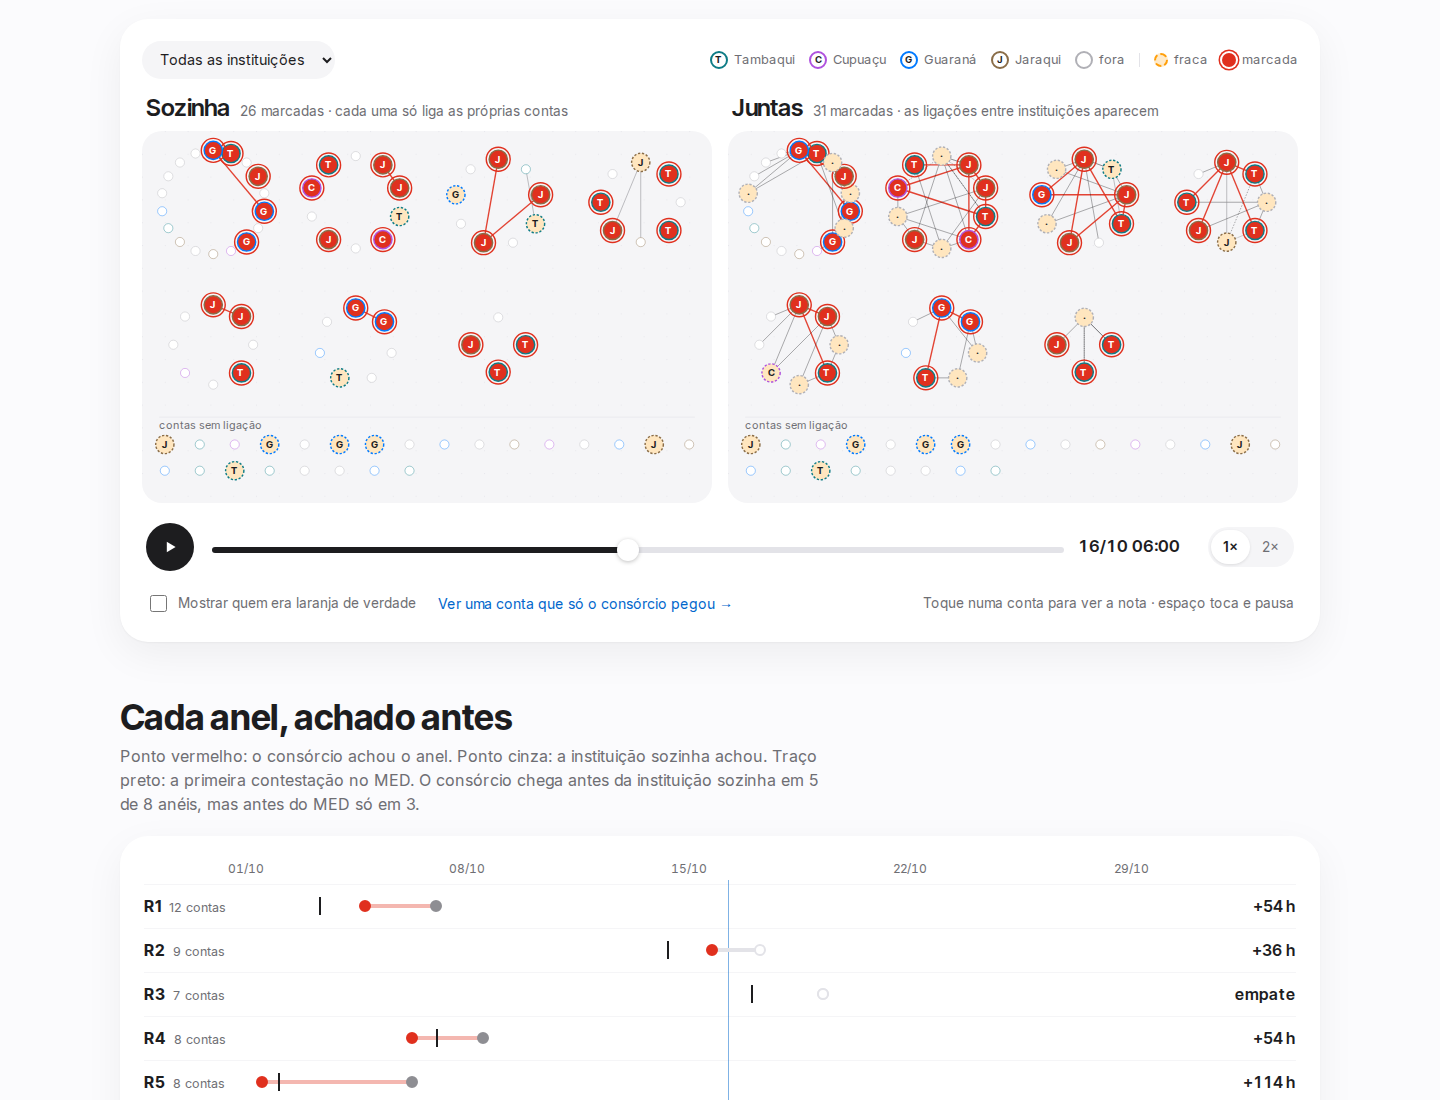 Todas as instituições
T Tambaqui C Cupuaçu G Guaraná J Jaraqui fora fraca marcada
Sozinha 26 marcadas · cada uma só liga as próprias contas
Juntas 31 marcadas · as ligações entre instituições aparecem
G T J G G
T J C J T J C
J G J T J
J T T J T
J J T
G G T
J T T
G T J G G
T J C J T J C
J T G J T J
J T T J T J
J J T C
G G T
J T T
contas sem ligação
J G G G J
T
contas sem ligação
J G G G J
T
16/10 06:00 1× 2×
Mostrar quem era laranja de verdade Ver uma conta que só o consórcio pegou → Toque numa conta para ver a nota · espaço toca e pausa
Cada anel, achado antes
Ponto vermelho: o consórcio achou o anel. Ponto cinza: a instituição sozinha achou. Traço
preto: a primeira contestação no MED. O consórcio chega antes da instituição sozinha em 5
de 8 anéis, mas antes do MED só em 3.
01/10 08/10 15/10 22/10 29/10
R1 12 contas +54 h
R2 9 contas +36 h
R3 7 contas empate
R4 8 contas +54 h
R5 8 contas +114 h